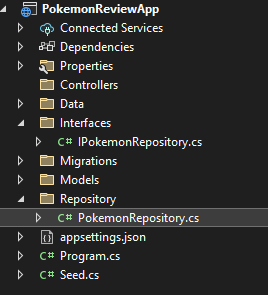 PokemonReviewApp
Connected Services
Dependencies
Properties
Controllers
Data
Interfaces
C# IPokemonRepository.cs
Migrations
Models
Repository
C# PokemonRepository.cs
appsettings.json
C# Program.cs
C# Seed.cs